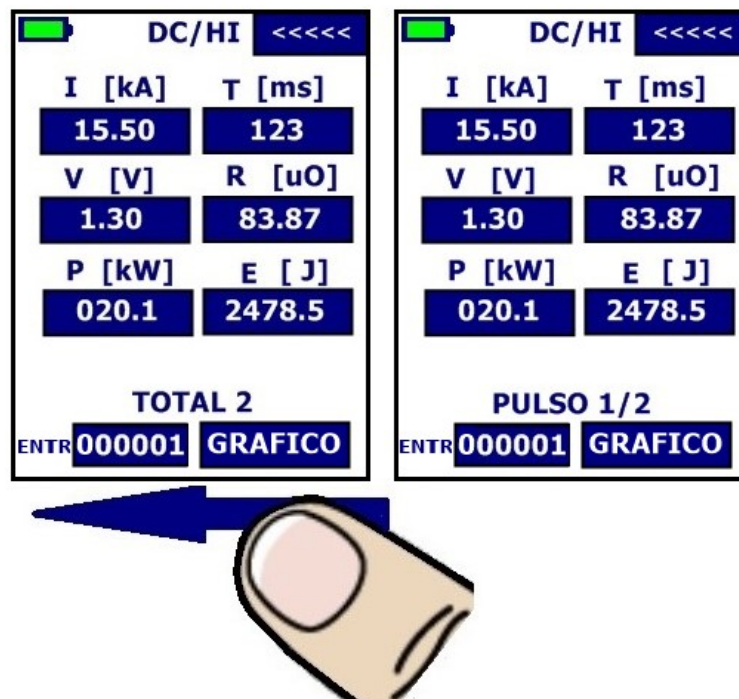 DC/HI <<<<<
I [kA] T [ms]
15.50 123
V [V] R [uO]
1.30 83.87
P [kW] E [ J]
020.1 2478.5
TOTAL 2
ENTR 000001 GRAFICO
DC/HI <<<<<
I [kA] T [ms]
15.50 123
V [V] R [uO]
1.30 83.87
P [kW] E [ J]
020.1 2478.5
PULSO 1/2
ENTR 000001 GRAFICO